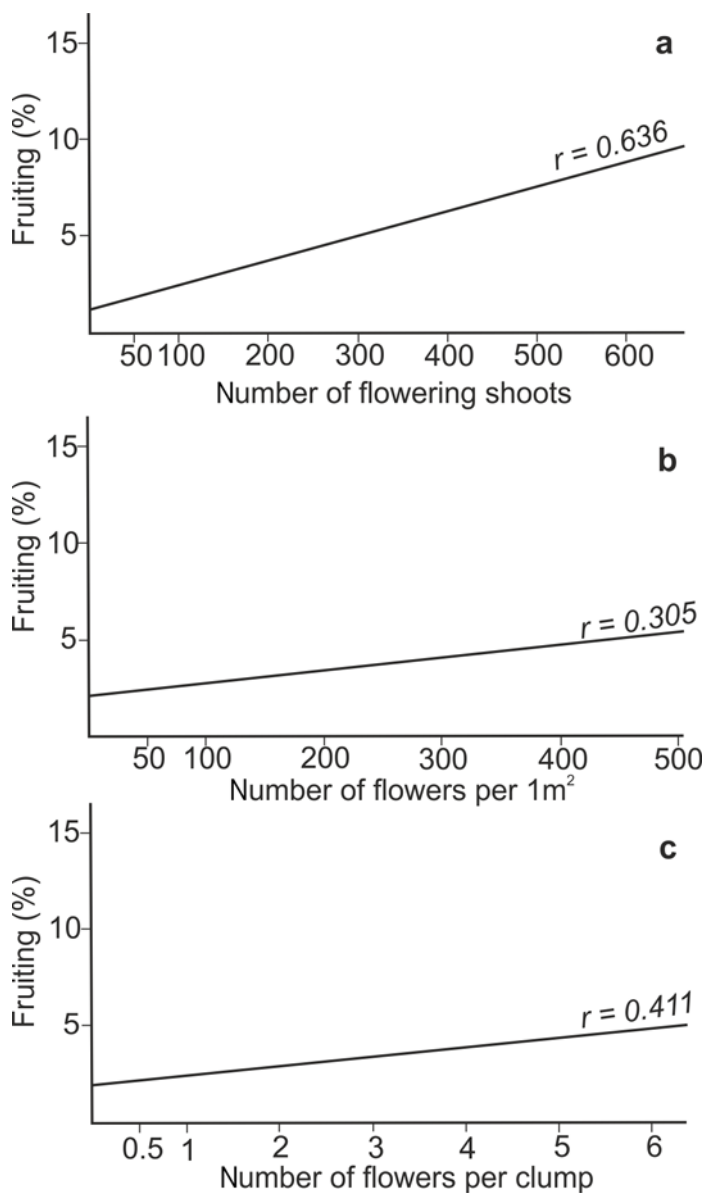 a
15
10
5
Fruiting (%)
r = 0.636
50 100 200 300 400 500 600
Number of flowering shoots
b
15
10
5
Fruiting (%)
r = 0.305
50 100 200 300 400 500
Number of flowers per 1m²
c
15
10
5
Fruiting (%)
r = 0.411
0.5 1 2 3 4 5 6
Number of flowers per clump